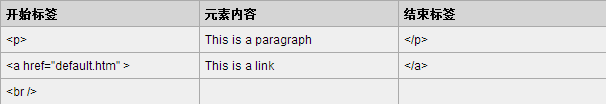 开始标签 元素内容 结束标签
<p> This is a paragraph </p>
<a href="default.htm" > This is a link </a>
<br />